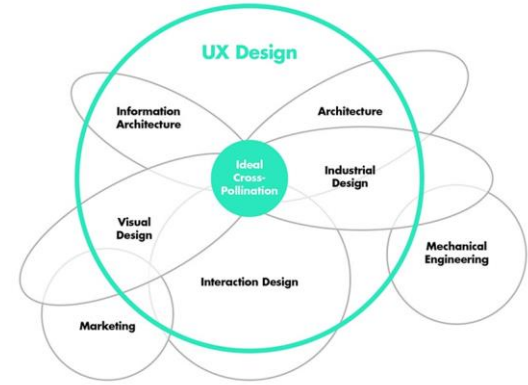 UX Design
Information
Architecture
Architecture
Ideal
Cross-
Pollination
Industrial
Design
Visual
Design
Mechanical
Engineering
Interaction Design
Marketing